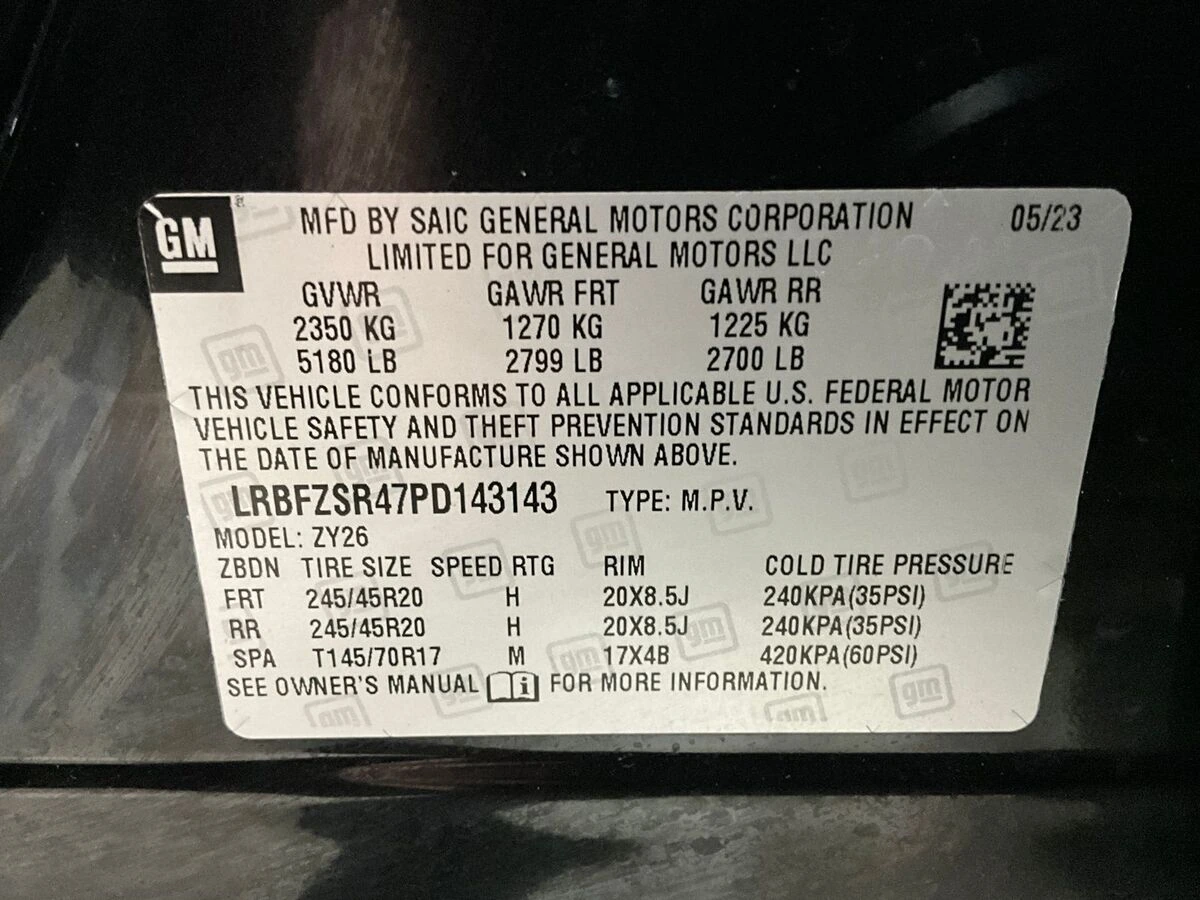 GM ®
MFD BY SAIC GENERAL MOTORS CORPORATION 05/23
LIMITED FOR GENERAL MOTORS LLC
GVWR GAWR FRT GAWR RR
2350 KG 1270 KG 1225 KG
5180 LB 2799 LB 2700 LB
THIS VEHICLE CONFORMS TO ALL APPLICABLE U.S. FEDERAL MOTOR
VEHICLE SAFETY AND THEFT PREVENTION STANDARDS IN EFFECT ON
THE DATE OF MANUFACTURE SHOWN ABOVE.
LRBFZSR47PD143143 TYPE: M.P.V.
MODEL: ZY26
ZBDN TIRE SIZE SPEED RTG RIM COLD TIRE PRESSURE
FRT 245/45R20 H 20X8.5J 240KPA(35PSI)
RR 245/45R20 H 20X8.5J 240KPA(35PSI)
SPA T145/70R17 M 17X4B 420KPA(60PSI)
SEE OWNER'S MANUAL i FOR MORE INFORMATION.